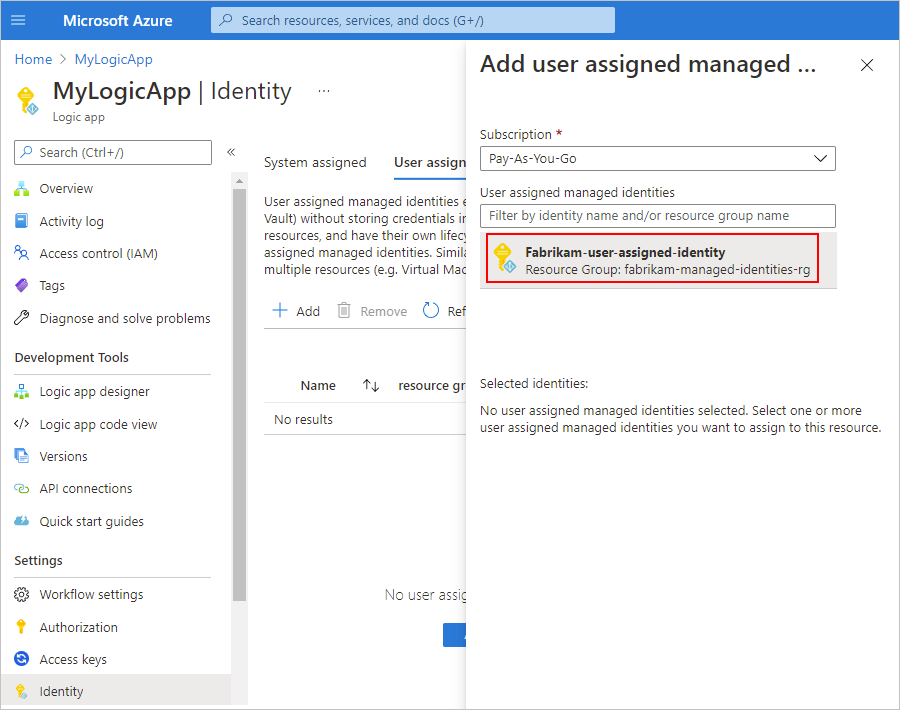 Microsoft Azure
Search resources, services, and docs (G+/)
Home > MyLogicApp
MyLogicApp | Identity ...
Logic app
Search (Ctrl+/)
«
Overview
Activity log
Access control (IAM)
Tags
Diagnose and solve problems
Development Tools
Logic app designer
Logic app code view
Versions
API connections
Quick start guides
Settings
Workflow settings
Authorization
Access keys
Identity
System assigned
User assign
User assigned managed identities e
Vault) without storing credentials in
resources, and have their own lifecy
assigned managed identities. Simila
multiple resources (e.g. Virtual Mac
Add
Remove
Ref
Name
resource gr
No results
No user assig
Add user assigned managed ...
Subscription *
Pay-As-You-Go
User assigned managed identities
Filter by identity name and/or resource group name
Fabrikam-user-assigned-identity
Resource Group: fabrikam-managed-identities-rg
Selected identities:
No user assigned managed identities selected. Select one or more
user assigned managed identities you want to assign to this resource.